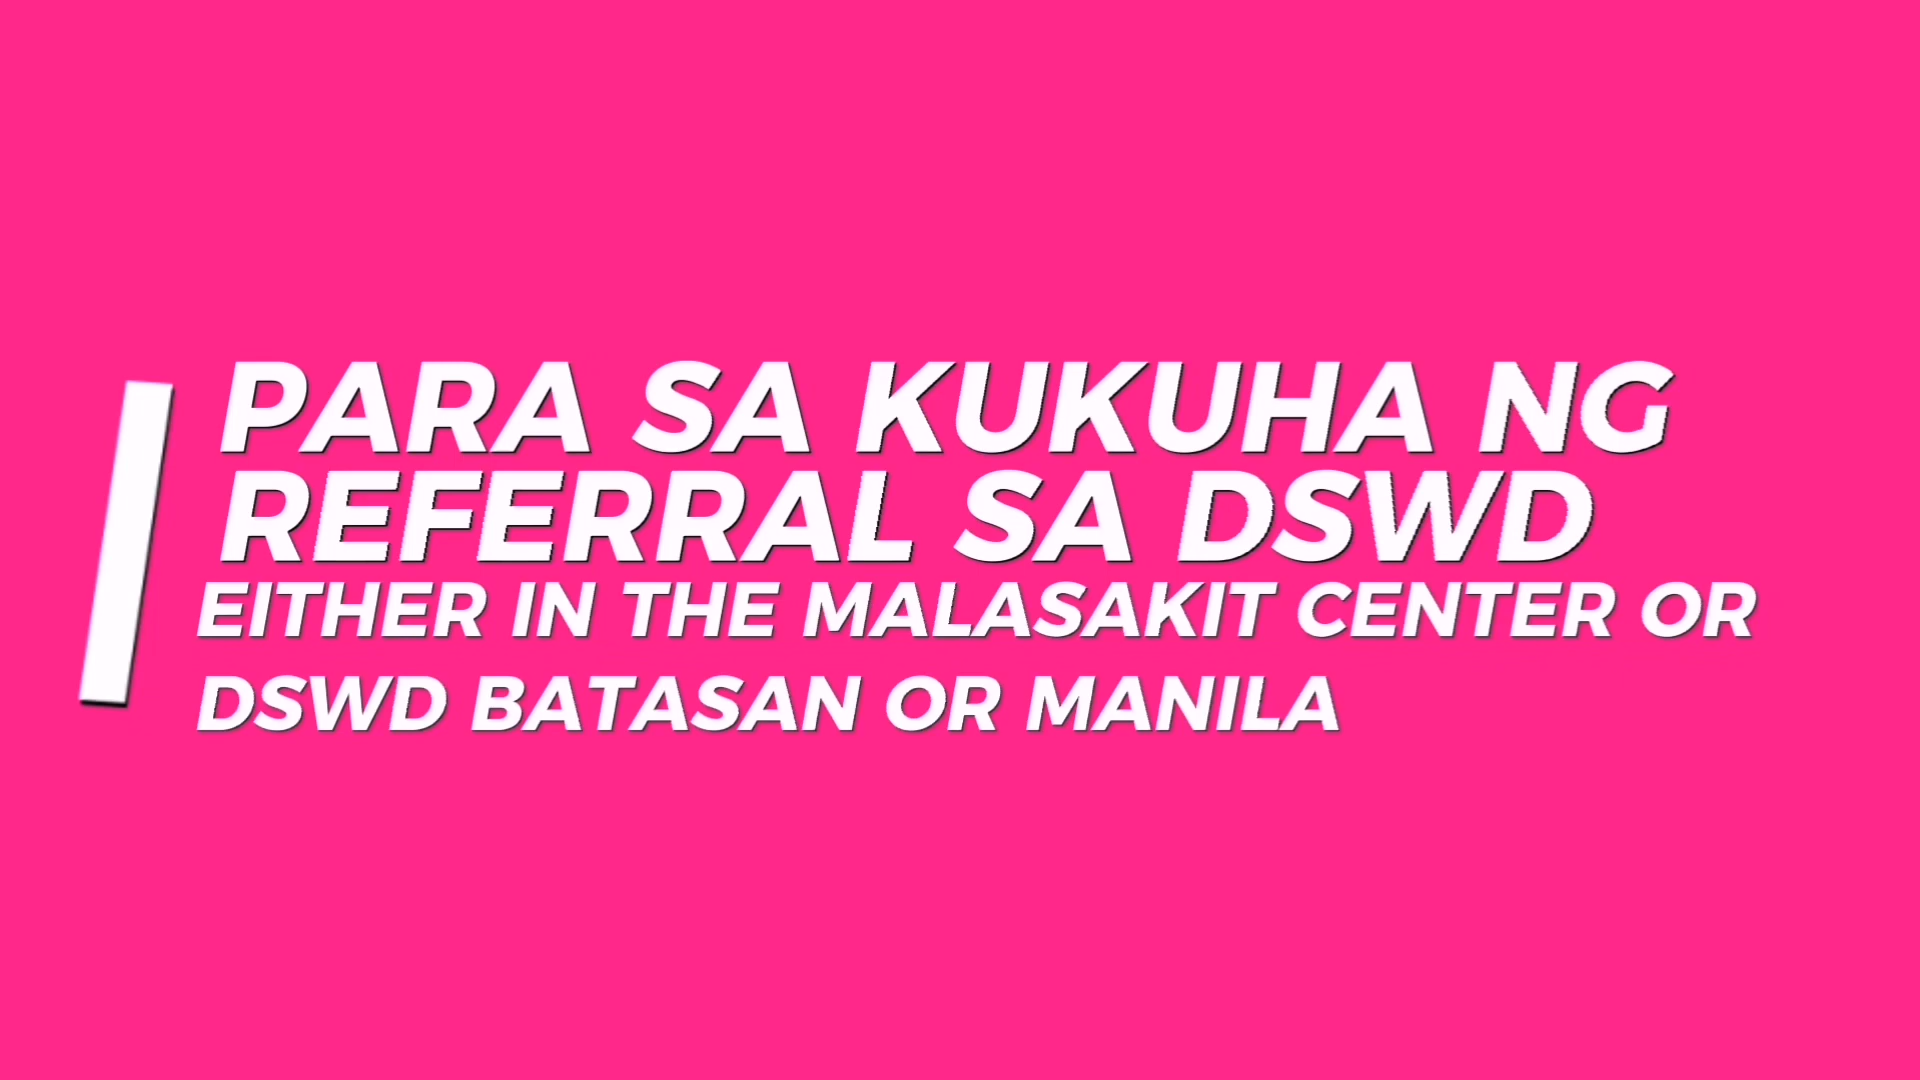 PARA SA KUKUHA NG
REFERRAL SA DSWD
EITHER IN THE MALASAKIT CENTER OR
DSWD BATASAN OR MANILA